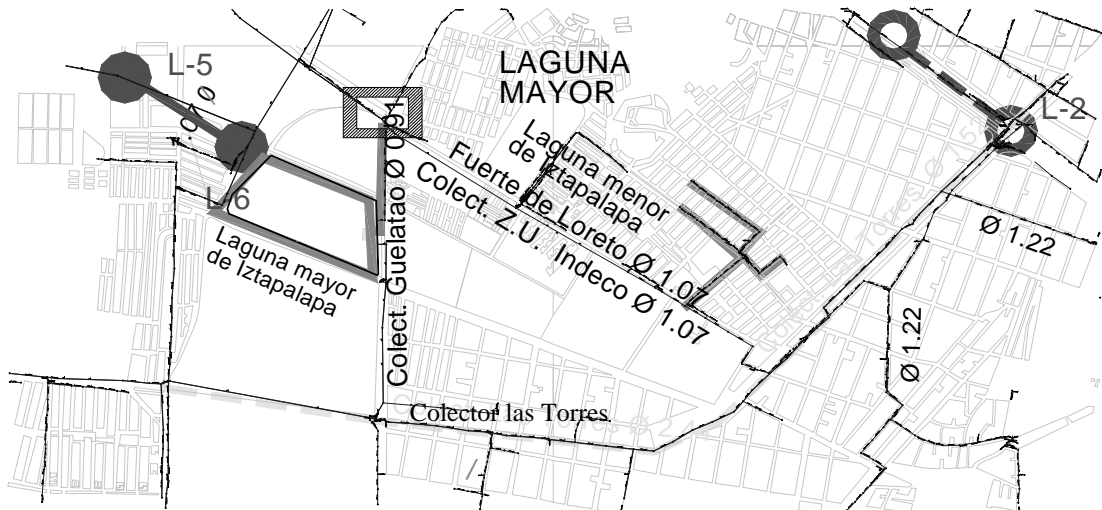 L-5
LAGUNA
MAYOR
L-2
L-6
Laguna mayor
de Iztapalapa
Colect. Guelatao Ø 0.91
Laguna menor
de Iztapalapa
Fuerte de Loreto Ø 1.07
Colect. Z.U. Indeco Ø 1.07
Ø 1.22
Ø 1.22
Colector las Torres